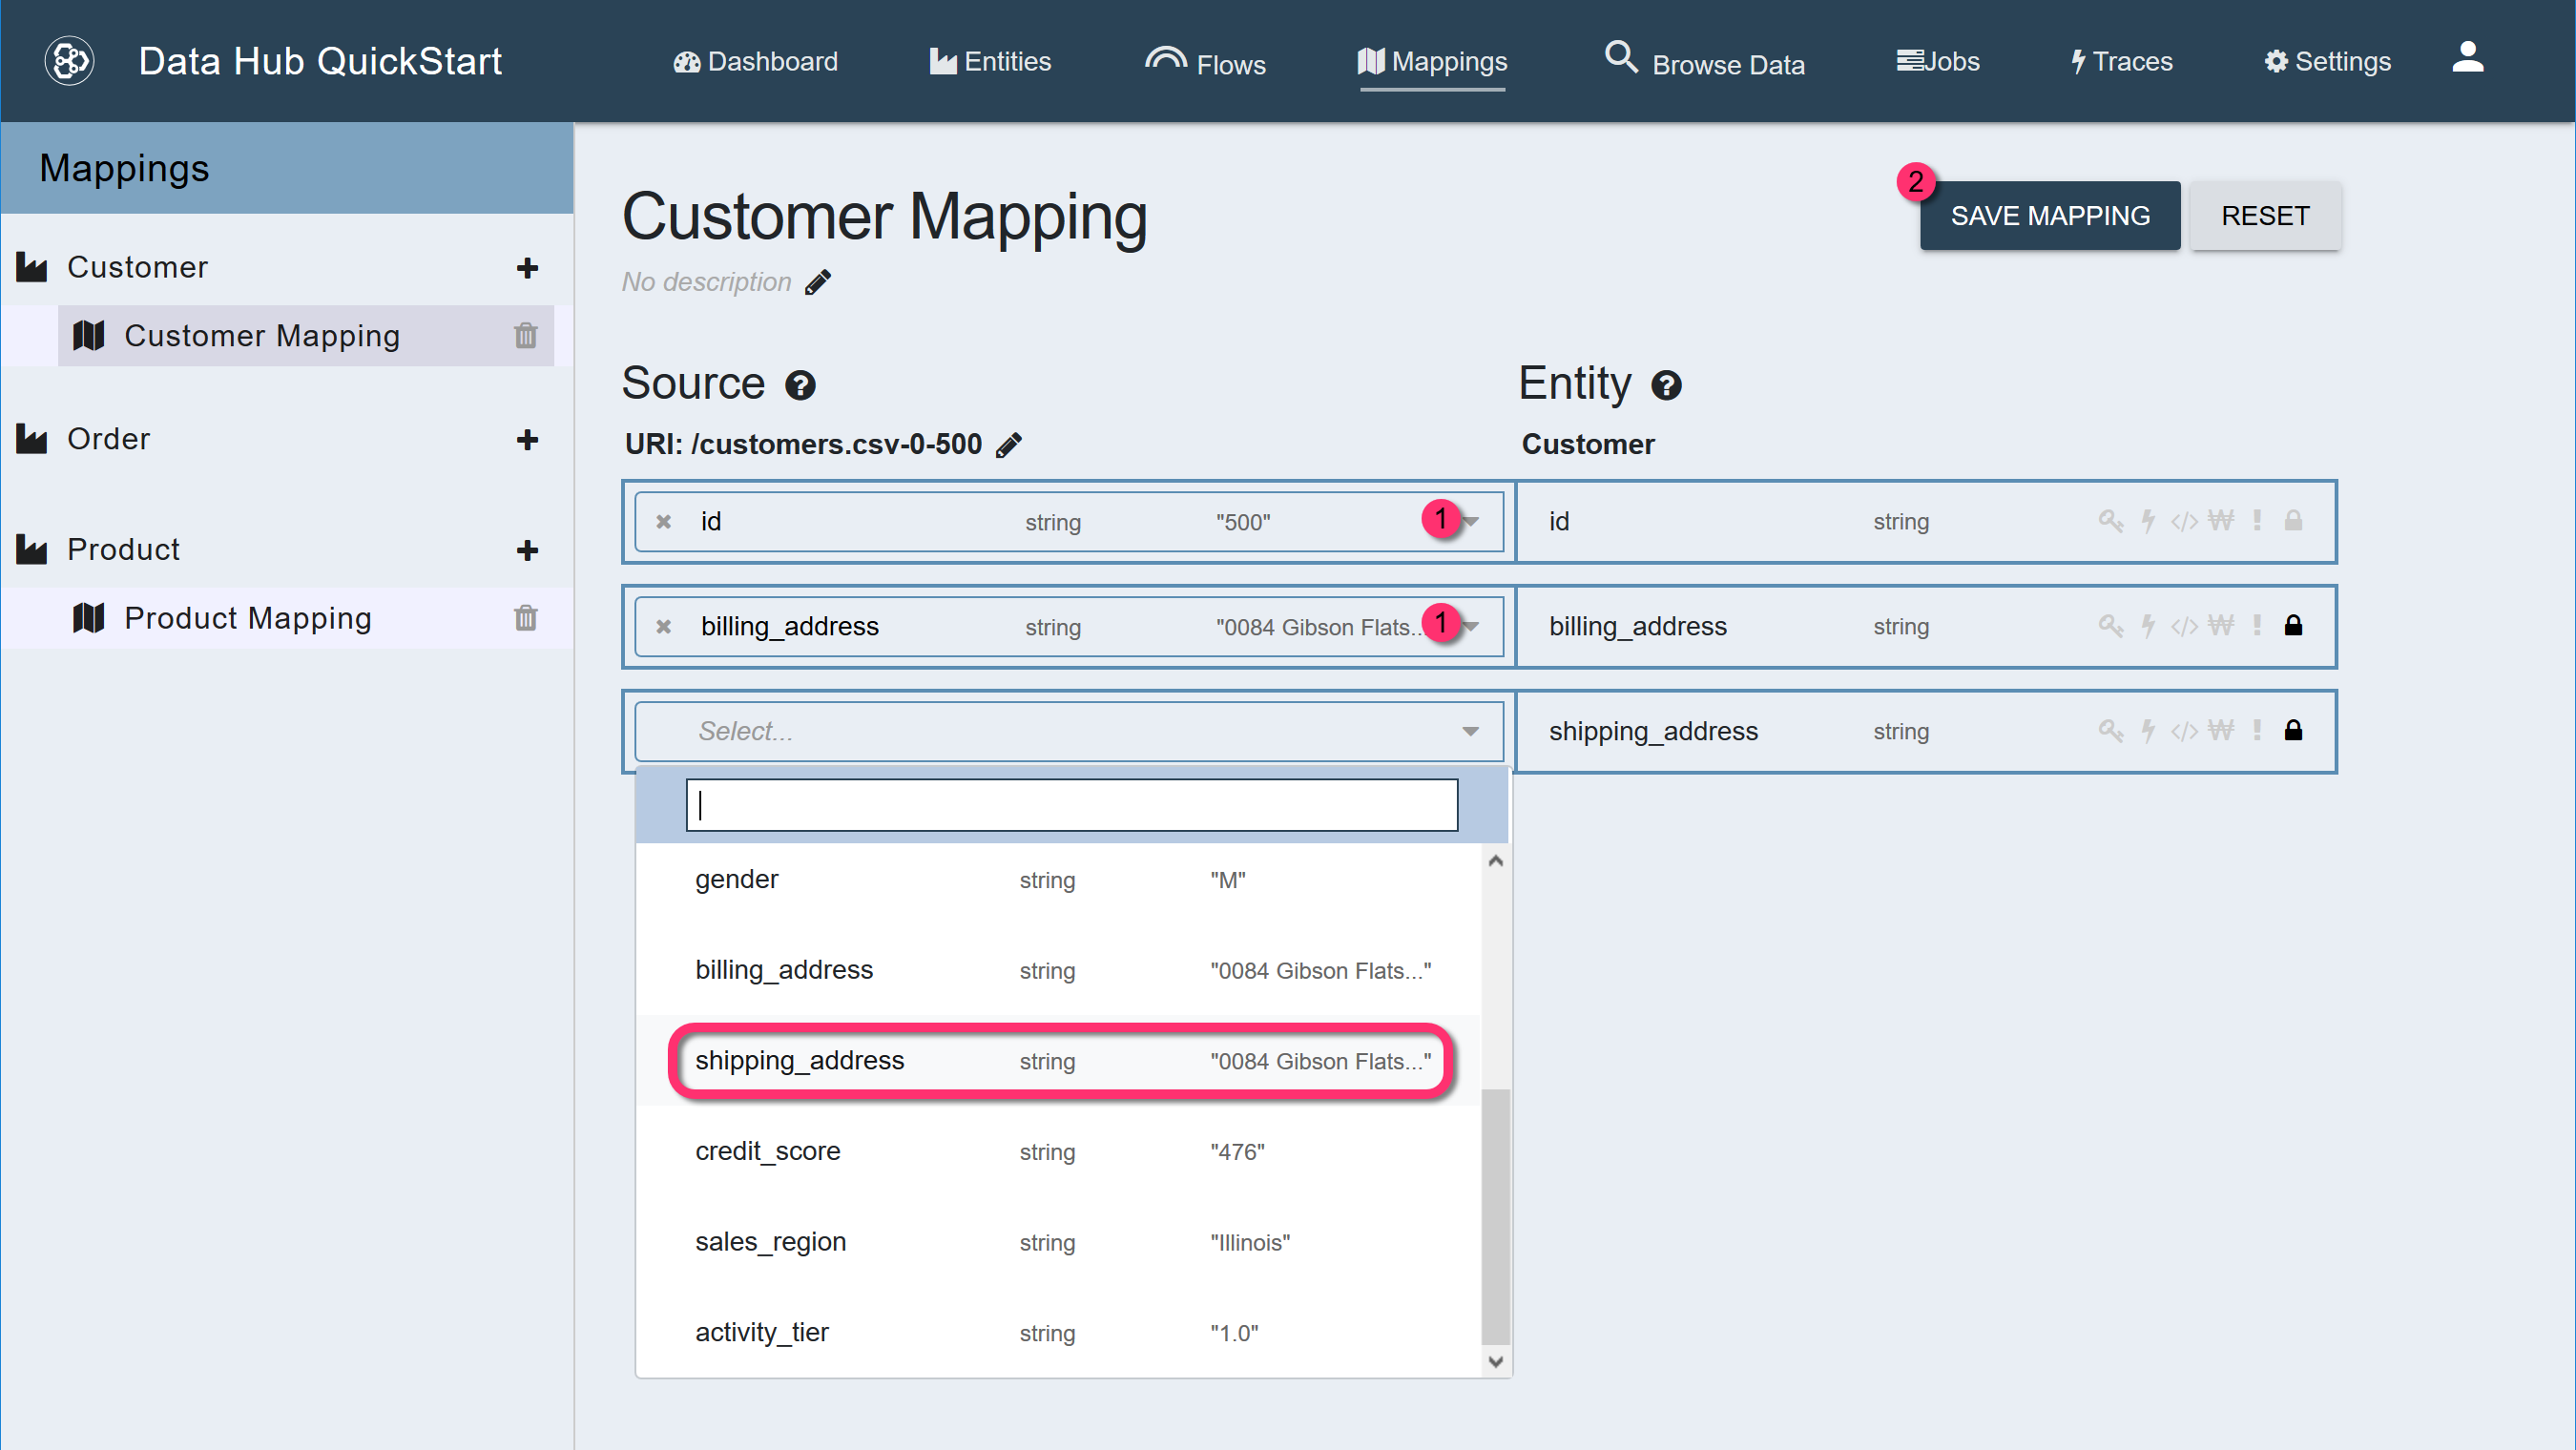 Data Hub QuickStart Dashboard Entities Flows Mappings Browse Data Jobs Traces Settings
Mappings
Customer
Customer Mapping
Order
Product
Product Mapping
Customer Mapping
2
SAVE MAPPING RESET
No description
Source Entity
URI: /customers.csv-0-500 Customer
id string "500" 1 id string
billing_address string "0084 Gibson Flats... 1 billing_address string
Select... shipping_address string
gender string "M"
billing_address string "0084 Gibson Flats..."
shipping_address string "0084 Gibson Flats..."
credit_score string "476"
sales_region string "Illinois"
activity_tier string "1.0"